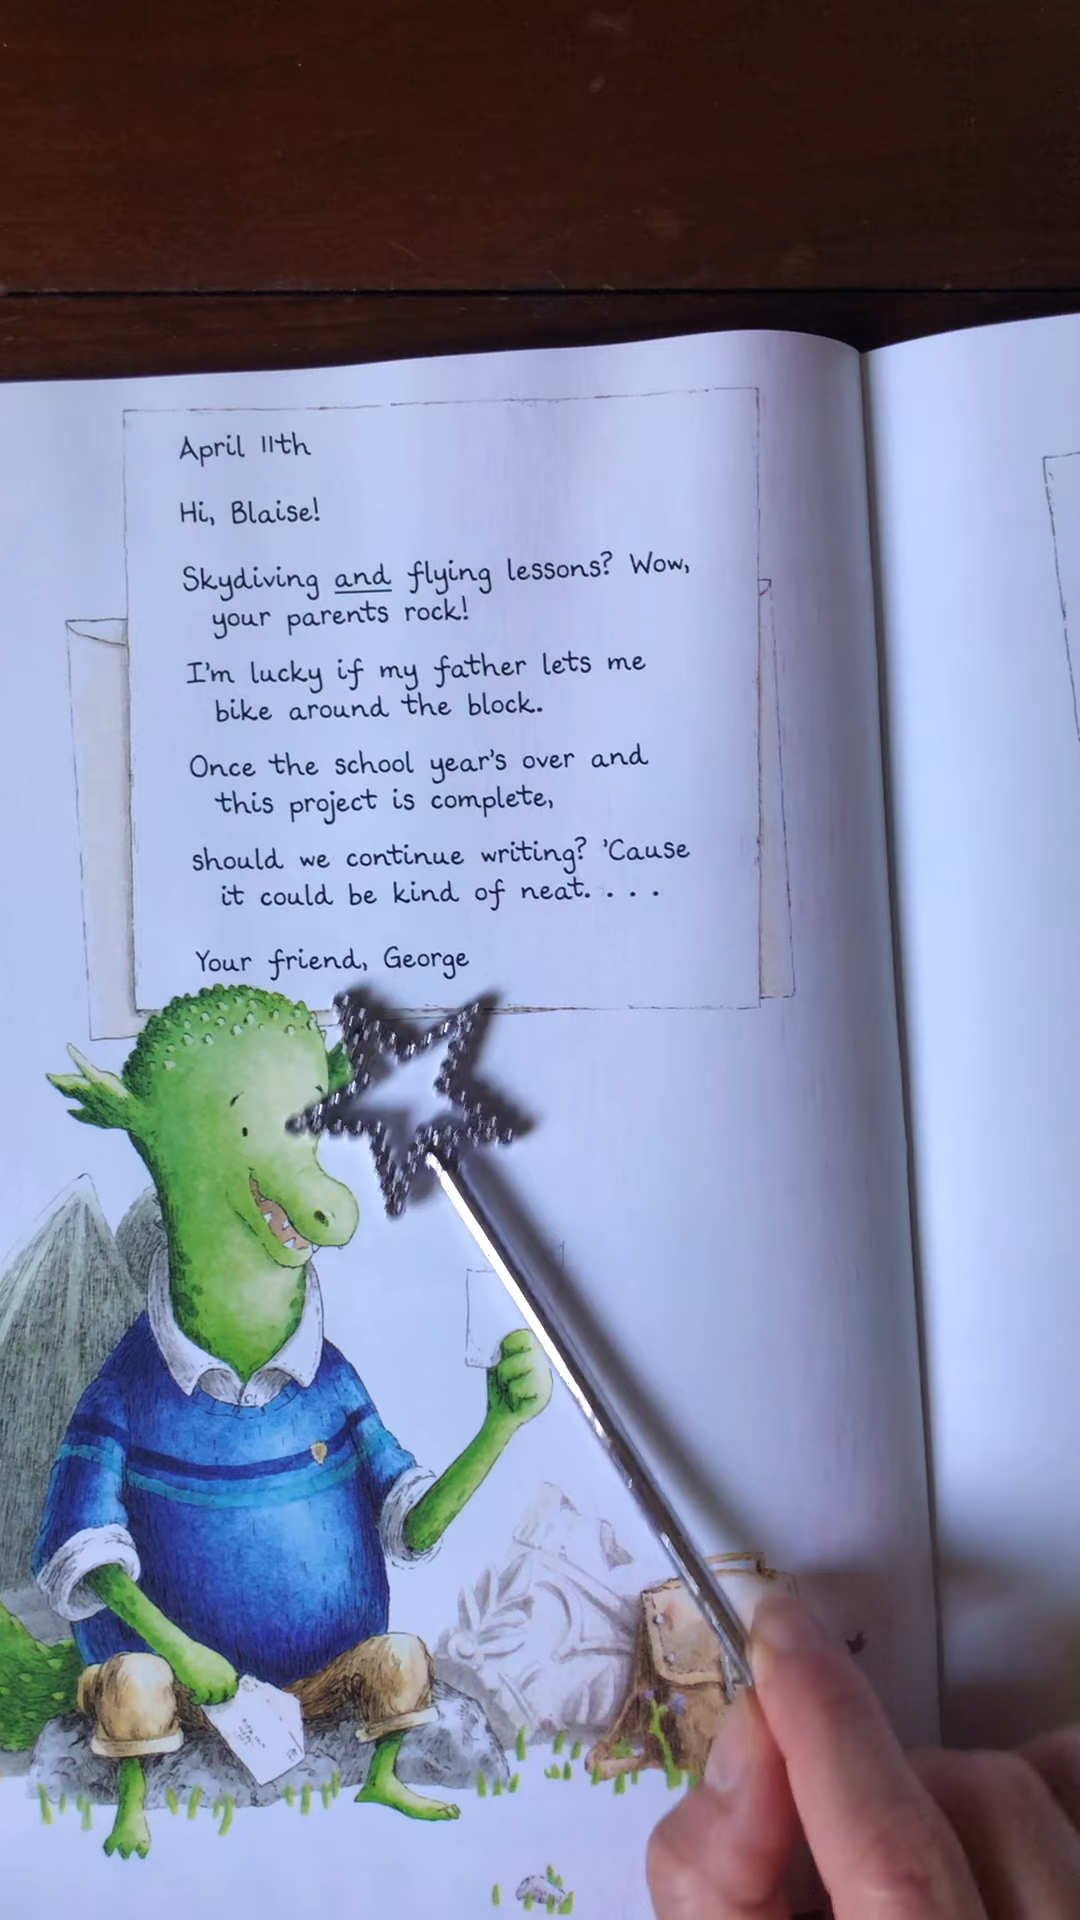 April 11th
Hi, Blaise!
Skydiving and flying lessons? Wow,
your parents rock!
I'm lucky if my father lets me
bike around the block.
Once the school year's over and
this project is complete,
should we continue writing? 'Cause
it could be kind of neat. . . .
Your friend, George